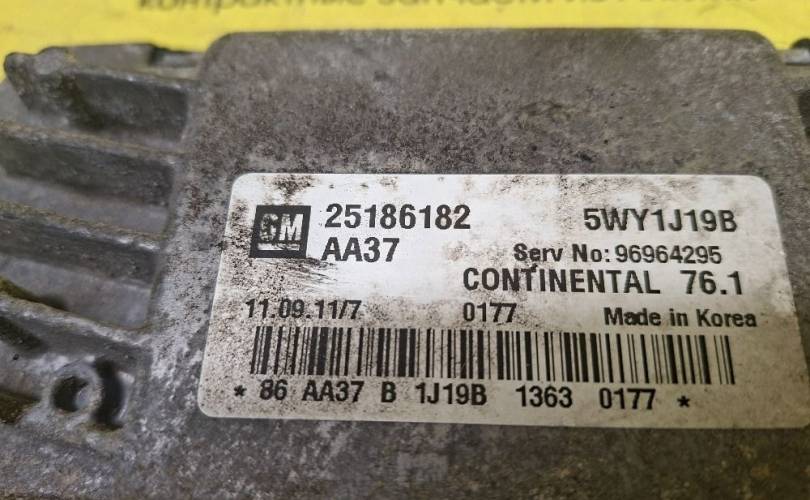 GM 25186182 5WY1J19B
AA37 Serv No: 96964295
CONTINENTAL 76.1
11.09.11/7 0177 Made in Korea
* 86 AA37 B 1J19B 1363 0177 *